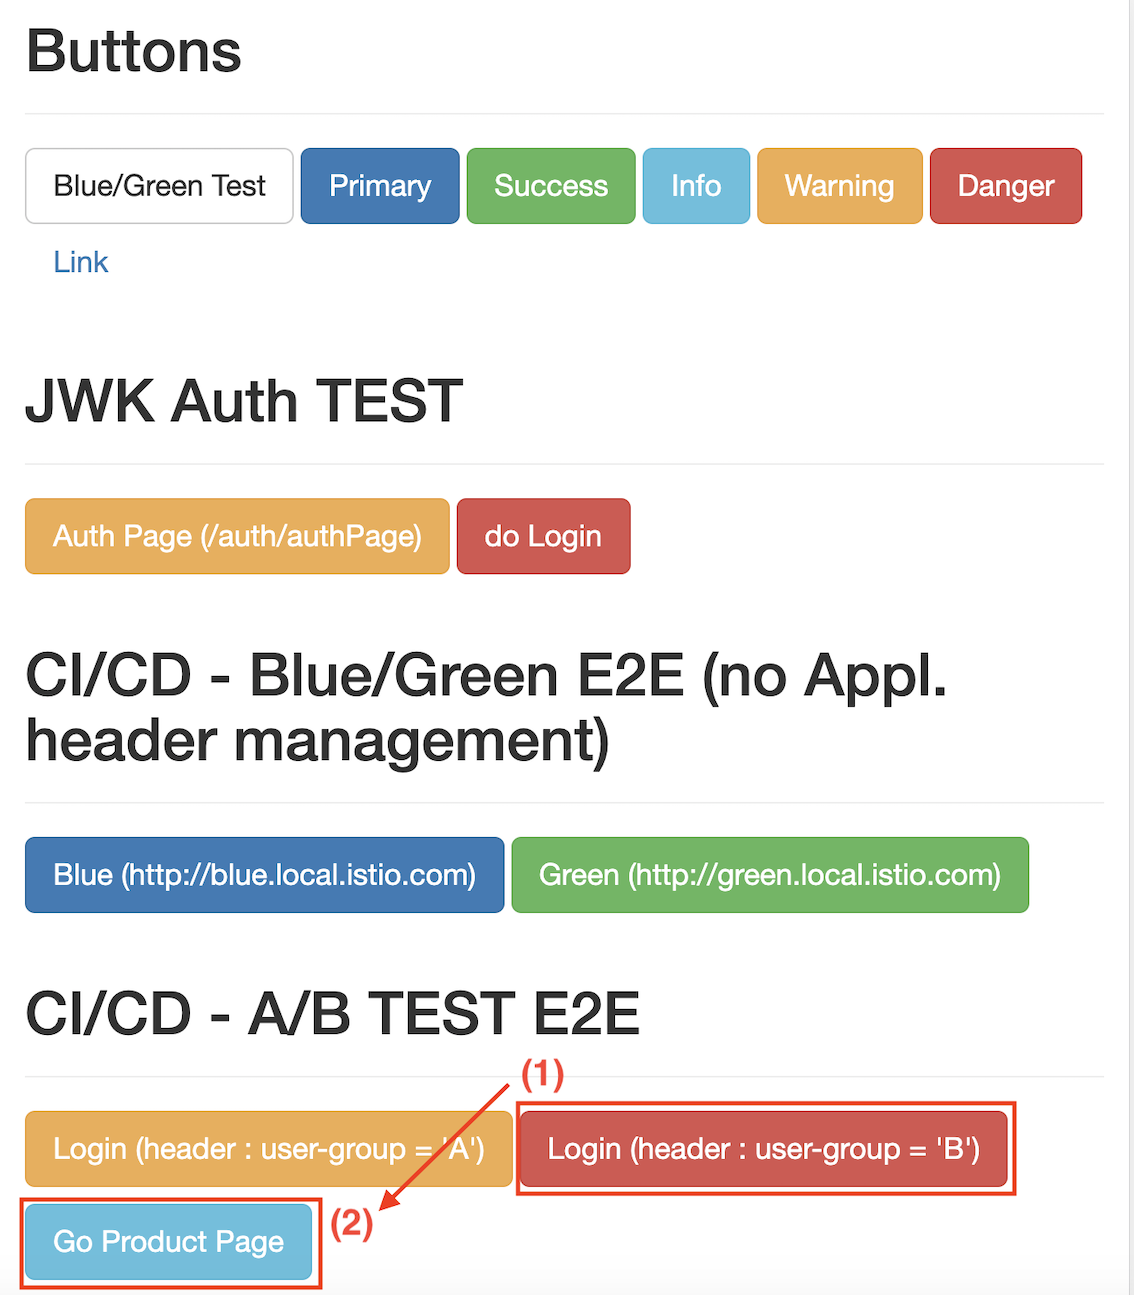 Buttons
Blue/Green Test Primary Success Info Warning Danger
Link
JWK Auth TEST
Auth Page (/auth/authPage) do Login
CI/CD - Blue/Green E2E (no Appl.
header management)
Blue (http://blue.local.istio.com) Green (http://green.local.istio.com)
CI/CD - A/B TEST E2E
(1)
Login (header : user-group = 'A') Login (header : user-group = 'B')
(2)
Go Product Page